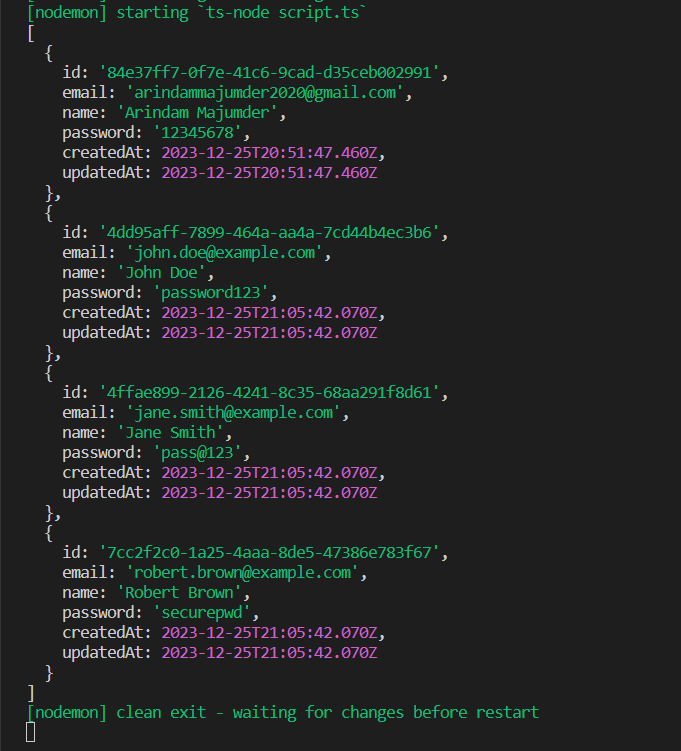 [nodemon] starting `ts-node script.ts`
[
  {
    id: '84e37ff7-0f7e-41c6-9cad-d35ceb002991',
    email: 'arindammajumder2020@gmail.com',
    name: 'Arindam Majumder',
    password: '12345678',
    createdAt: 2023-12-25T20:51:47.460Z,
    updatedAt: 2023-12-25T20:51:47.460Z
  },
  {
    id: '4dd95aff-7899-464a-aa4a-7cd44b4ec3b6',
    email: 'john.doe@example.com',
    name: 'John Doe',
    password: 'password123',
    createdAt: 2023-12-25T21:05:42.070Z,
    updatedAt: 2023-12-25T21:05:42.070Z
  },
  {
    id: '4ffae899-2126-4241-8c35-68aa291f8d61',
    email: 'jane.smith@example.com',
    name: 'Jane Smith',
    password: 'pass@123',
    createdAt: 2023-12-25T21:05:42.070Z,
    updatedAt: 2023-12-25T21:05:42.070Z
  },
  {
    id: '7cc2f2c0-1a25-4aaa-8de5-47386e783f67',
    email: 'robert.brown@example.com',
    name: 'Robert Brown',
    password: 'securepwd',
    createdAt: 2023-12-25T21:05:42.070Z,
    updatedAt: 2023-12-25T21:05:42.070Z
  }
]
[nodemon] clean exit - waiting for changes before restart